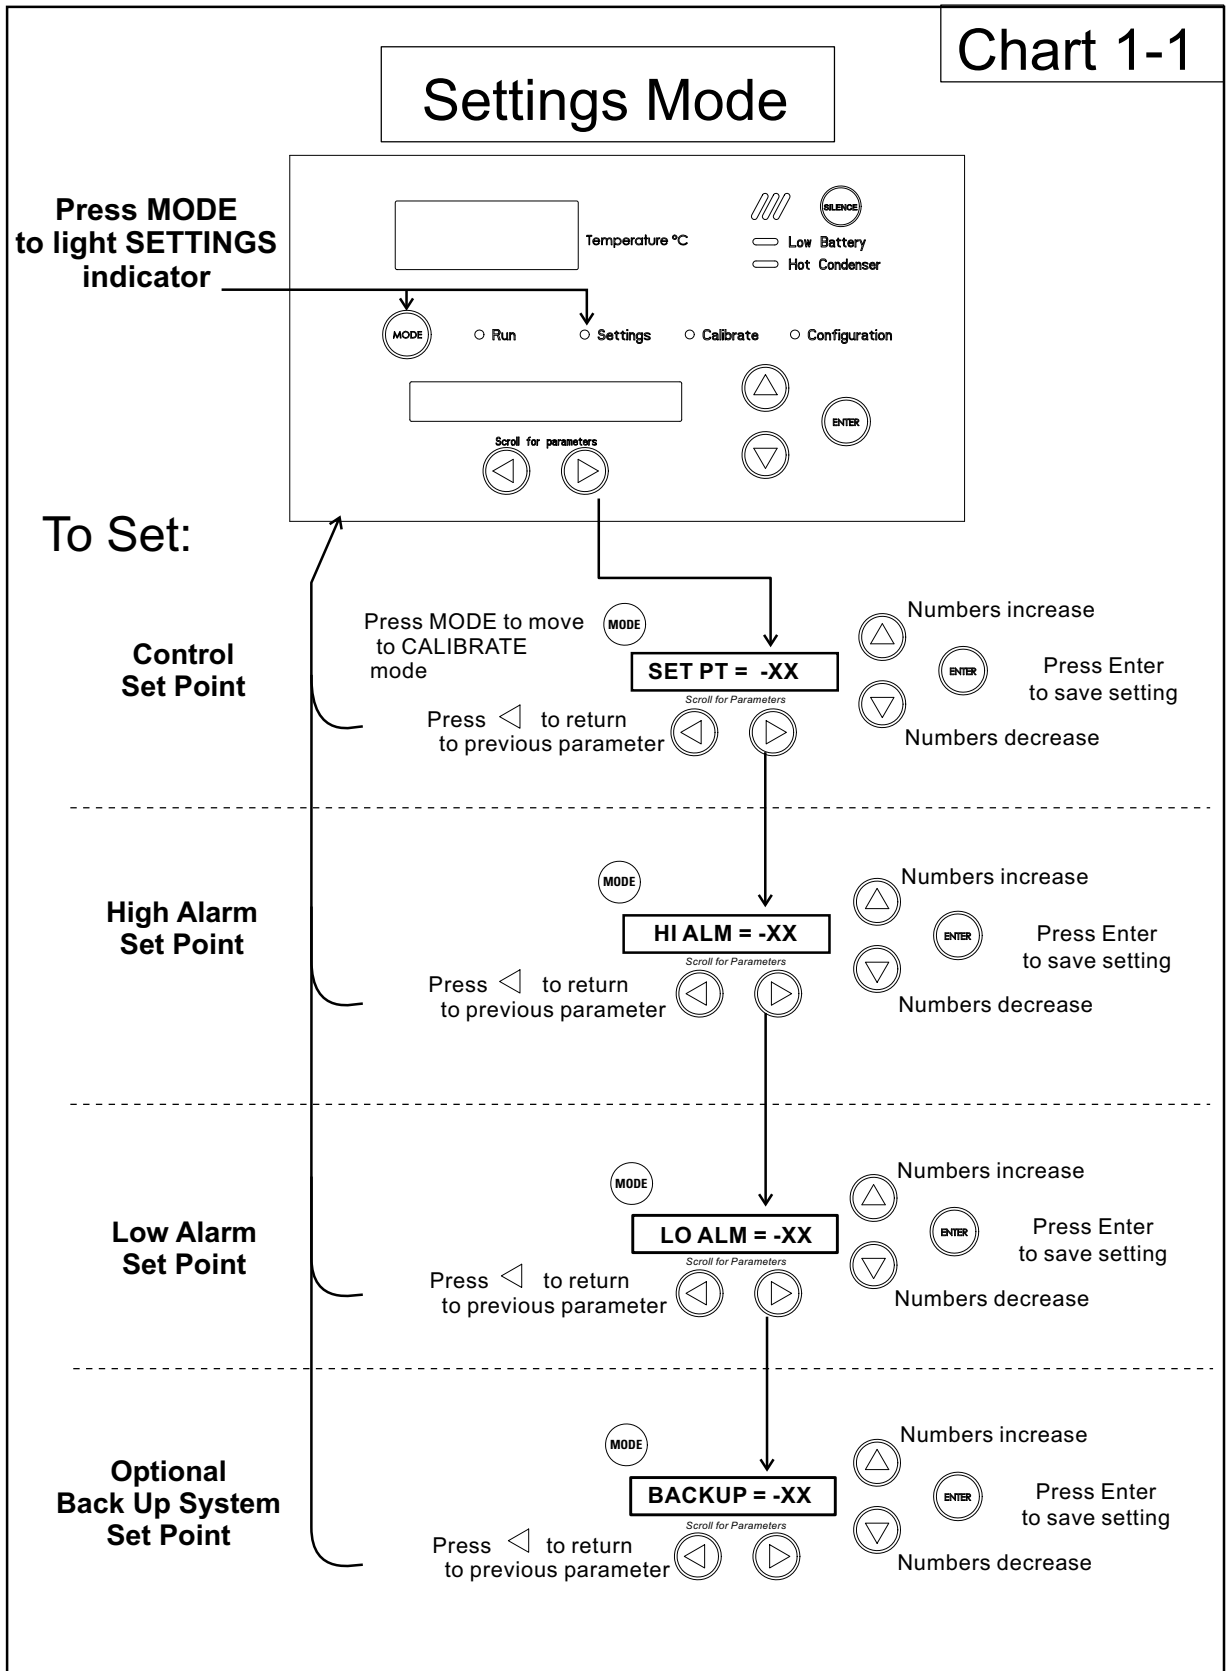 Chart 1-1
Settings Mode
Press MODE
to light SETTINGS
indicator
SILENCE
Temperature °C
Low Battery
Hot Condenser
MODE
Run
Settings
Calibrate
Configuration
ENTER
Scroll for parameters
To Set:
Control
Set Point
Press MODE to move
to CALIBRATE
mode
MODE
SET PT = -XX
Scroll for Parameters
Press ◁ to return
to previous parameter
Numbers increase
ENTER
Press Enter
to save setting
Numbers decrease
High Alarm
Set Point
MODE
HI ALM = -XX
Scroll for Parameters
Press ◁ to return
to previous parameter
Numbers increase
ENTER
Press Enter
to save setting
Numbers decrease
Low Alarm
Set Point
MODE
LO ALM = -XX
Scroll for Parameters
Press ◁ to return
to previous parameter
Numbers increase
ENTER
Press Enter
to save setting
Numbers decrease
Optional
Back Up System
Set Point
MODE
BACKUP = -XX
Scroll for Parameters
Press ◁ to return
to previous parameter
Numbers increase
ENTER
Press Enter
to save setting
Numbers decrease